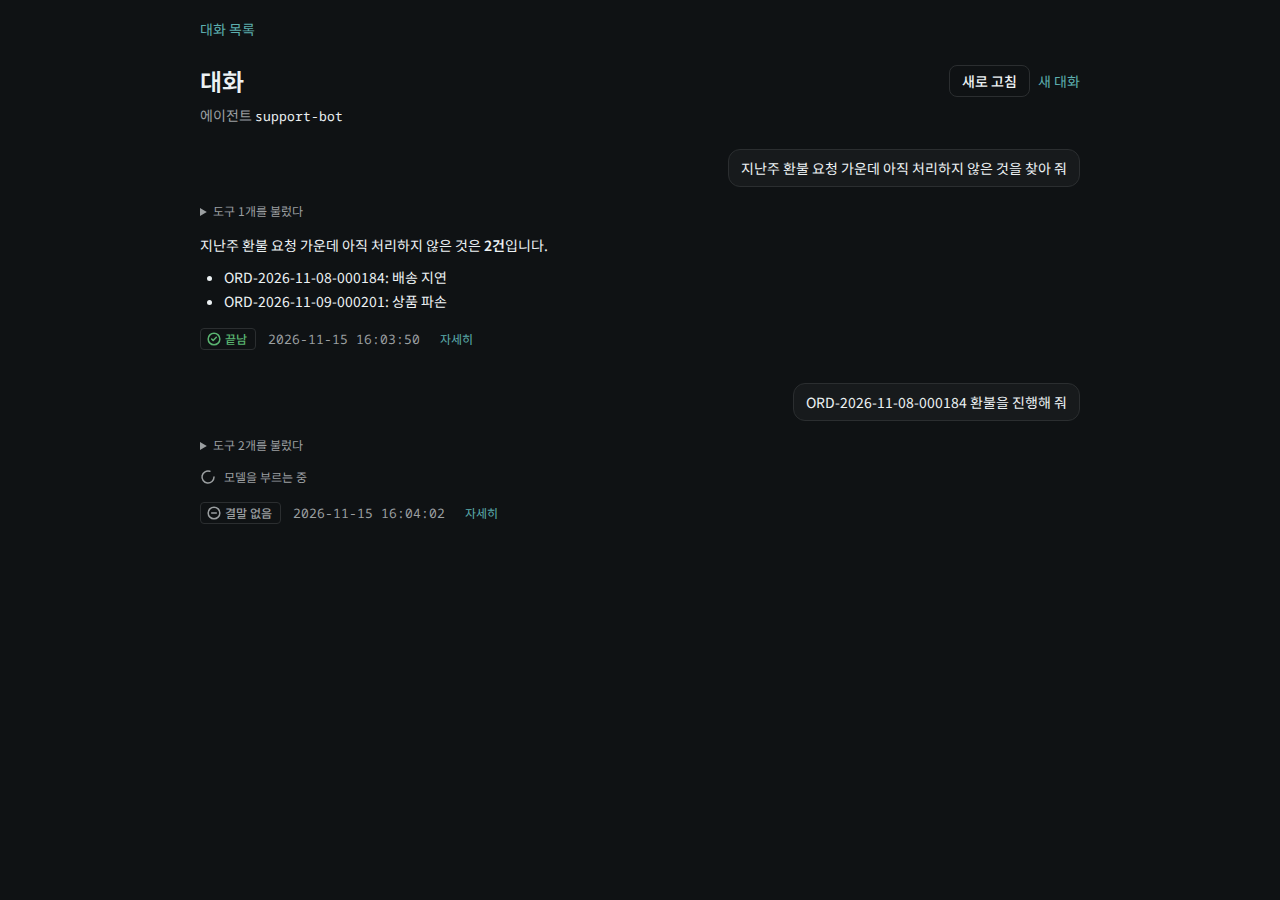 대화 목록
대화
새로 고침
새 대화
에이전트 support-bot
지난주 환불 요청 가운데 아직 처리하지 않은 것을 찾아 줘
도구 1개를 불렀다
지난주 환불 요청 가운데 아직 처리하지 않은 것은 2건입니다.
ORD-2026-11-08-000184: 배송 지연
ORD-2026-11-09-000201: 상품 파손
끝남 2026-11-15 16:03:50 자세히
ORD-2026-11-08-000184 환불을 진행해 줘
도구 2개를 불렀다
모델을 부르는 중
결말 없음 2026-11-15 16:04:02 자세히